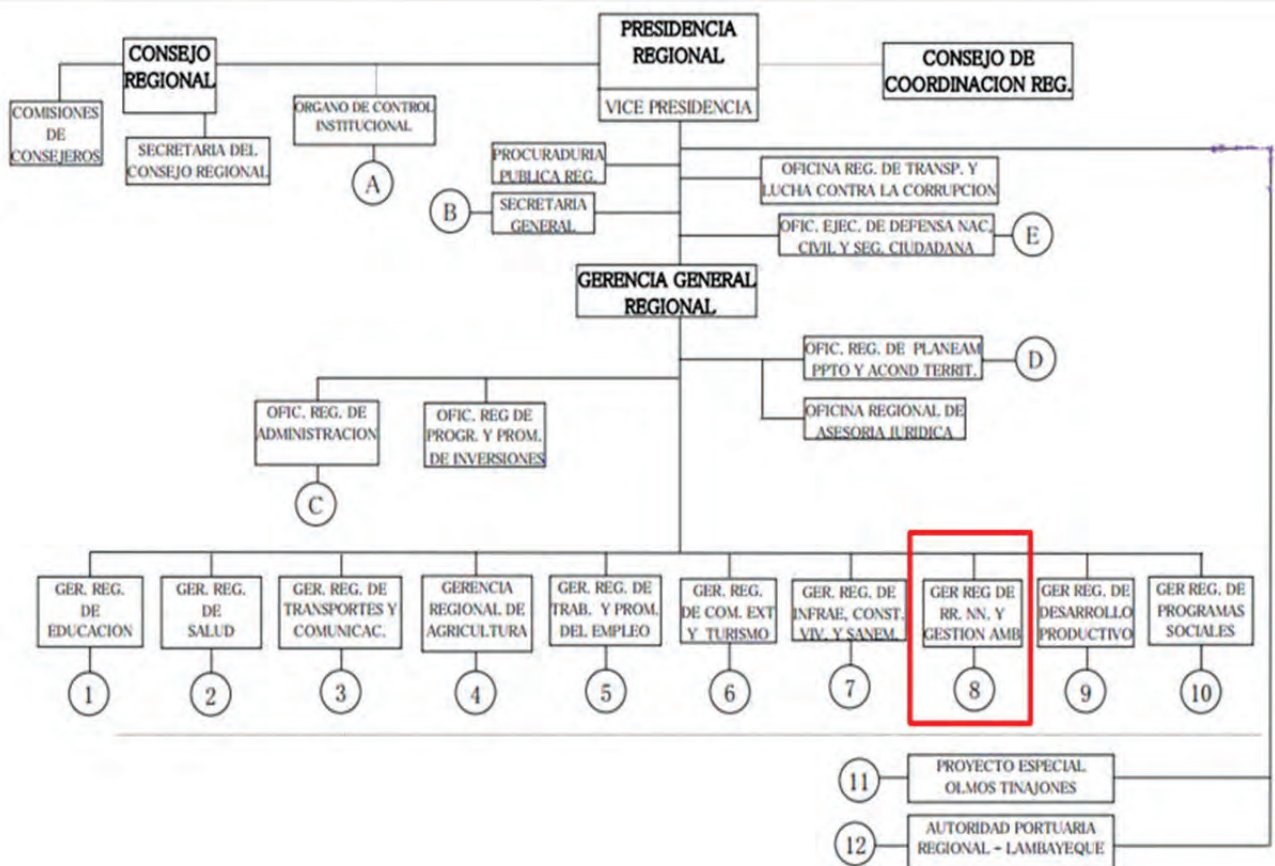 PRESIDENCIA
REGIONAL
VICE PRESIDENCIA
CONSEJO
REGIONAL
CONSEJO DE
COORDINACION REG.
COMISIONES
DE
CONSEJEROS
SECRETARIA DEL
CONSEJO REGIONAL
ORGANO DE CONTROL
INSTITUCIONAL
A
PROCURADURIA
PUBLICA REG.
OFICINA REG. DE TRANSP. Y
LUCHA CONTRA LA CORRUPCION
B
SECRETARIA
GENERAL
OFIC. EJEC. DE DEFENSA NAC,
CIVIL Y SEG. CIUDADANA
E
GERENCIA GENERAL
REGIONAL
OFIC. REG. DE PLANEAM
PPTO Y ACOND TERRIT.
D
OFICINA REGIONAL DE
ASESORIA JURIDICA
OFIC. REG. DE
ADMINISTRACION
C
OFIC. REG DE
PROGR. Y PROM.
DE INVERSIONES
GER. REG.
DE
EDUCACION
1
GER. REG.
DE
SALUD
2
GER. REG. DE
TRANSPORTES Y
COMUNICAC.
3
GERENCIA
REGIONAL DE
AGRICULTURA
4
GER. REG. DE
TRAB. Y PROM.
DEL EMPLEO
5
GER. REG.
DE COM. EXT
Y TURISMO
6
GER. REG. DE
INFRAE, CONST.
VIV. Y SANEM.
7
GER REG DE
RR. NN. Y
GESTION AMB
8
GER REG. DE
DESARROLLO
PRODUCTIVO
9
GER REG. DE
PROGRAMAS
SOCIALES
10
11
PROYECTO ESPECIAL
OLMOS TINAJONES
12
AUTORIDAD PORTUARIA
REGIONAL - LAMBAYEQUE